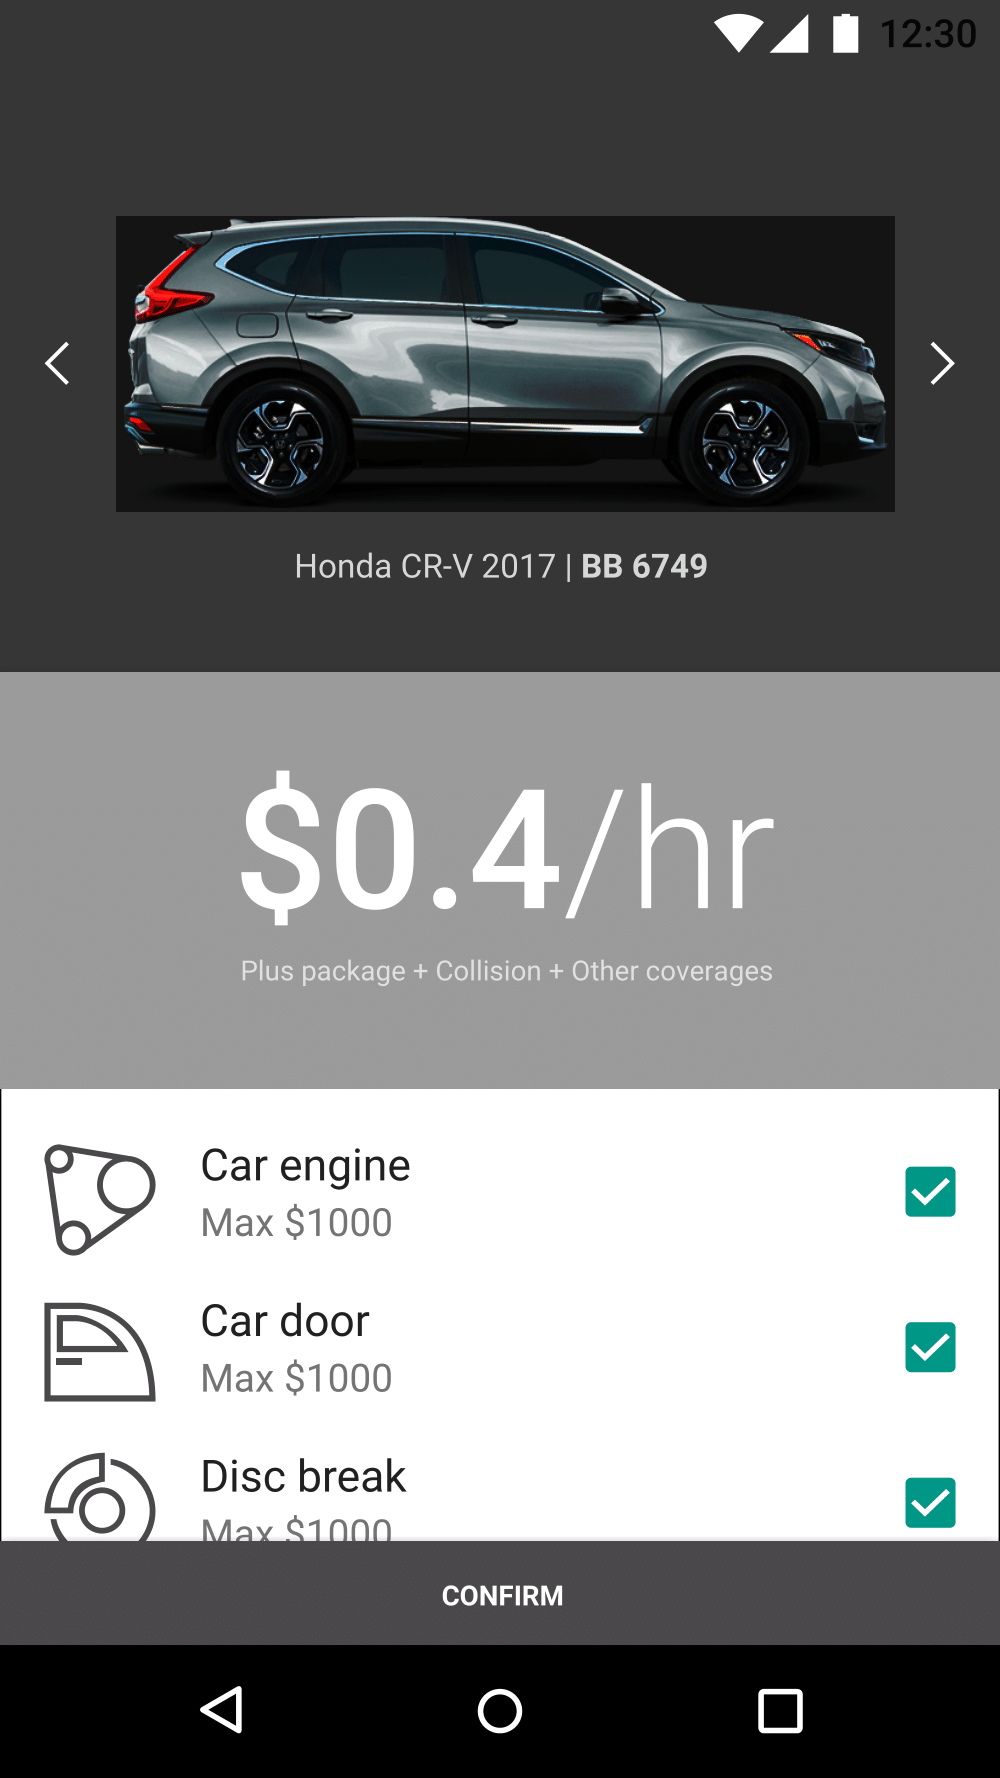 12:30
Honda CR-V 2017 | BB 6749
$0.4/hr
Plus package + Collision + Other coverages
Car engine
Max $1000
Car door
Max $1000
Disc break
Max $1000
CONFIRM